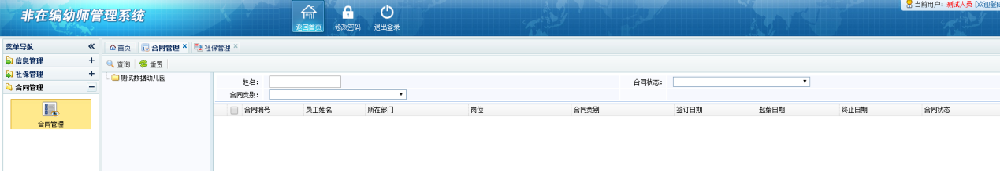 非在编幼师管理系统
返回首页 修改密码 退出登录
当前用户：测试人员 [欢迎登陆
菜单导航
信息管理
社保管理
合同管理
合同管理
首页 合同管理 社保管理
查询 重置
测试数据幼儿园
姓名： 合同状态：
合同类别：
合同编号 员工姓名 所在部门 岗位 合同类别 签订日期 起始日期 终止日期 合同状态